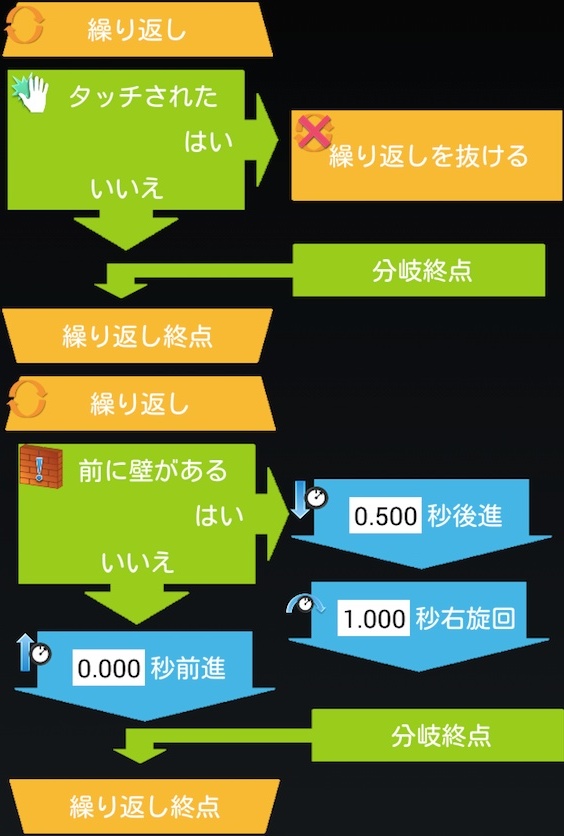 繰り返し
タッチされた
はい
いいえ
繰り返しを抜ける
分岐終点
繰り返し終点
繰り返し
前に壁がある
はい
いいえ
0.500 秒後進
1.000 秒右旋回
0.000 秒前進
分岐終点
繰り返し終点